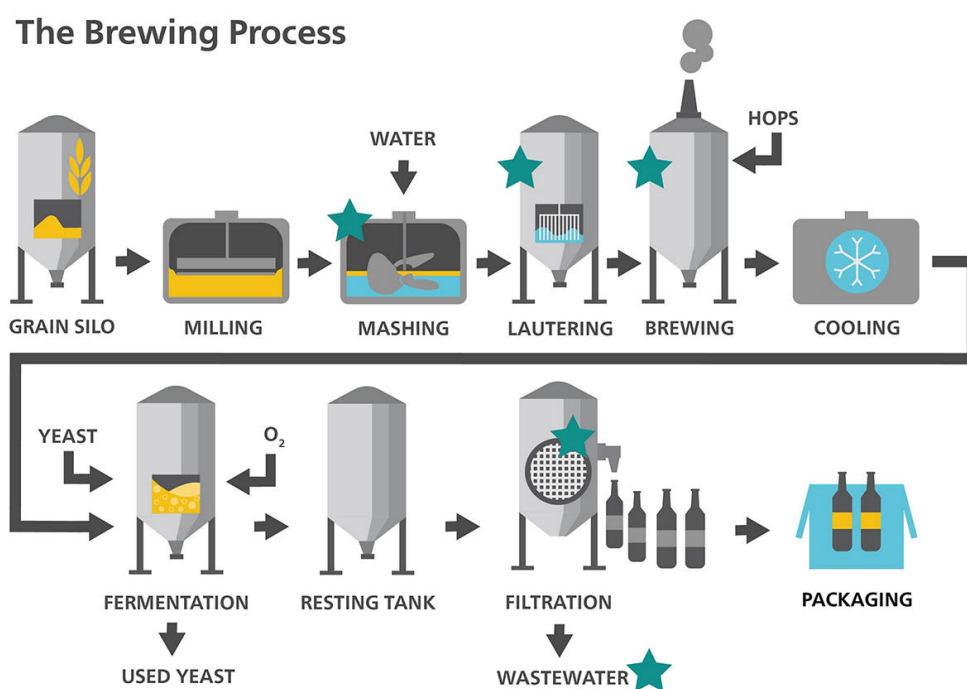 The Brewing Process
WATER
HOPS
GRAIN SILO
MILLING
MASHING
LAUTERING
BREWING
COOLING
YEAST
O₂
FERMENTATION
RESTING TANK
FILTRATION
PACKAGING
USED YEAST
WASTEWATER